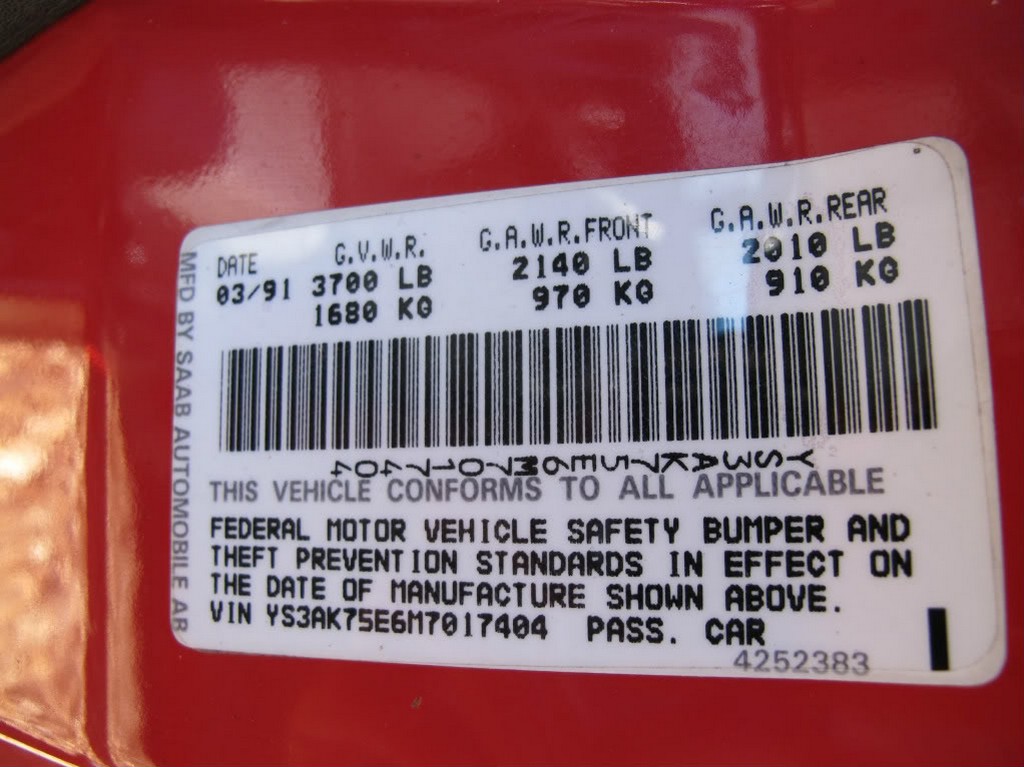 DATE G.V.W.R. G.A.W.R.FRONT G.A.W.R.REAR
03/91 3700 LB 2140 LB 2010 LB
1680 KG 970 KG 910 KG
MFD BY SAAB AUTOMOBILE AB
YS3AK75E6M7017404
THIS VEHICLE CONFORMS TO ALL APPLICABLE
FEDERAL MOTOR VEHICLE SAFETY BUMPER AND
THEFT PREVENTION STANDARDS IN EFFECT ON
THE DATE OF MANUFACTURE SHOWN ABOVE.
VIN YS3AK75E6M7017404 PASS. CAR
4252383